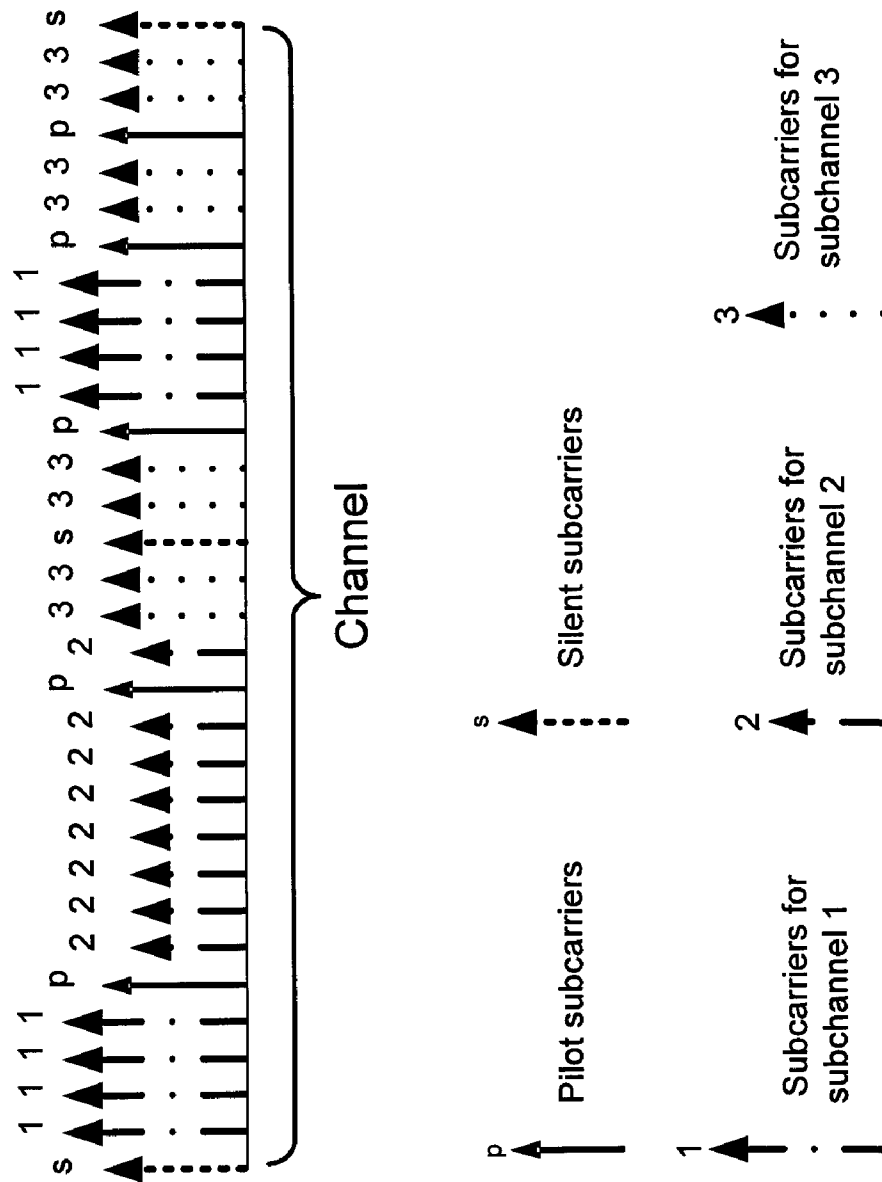 s 1 1 1 1 p 2 2 2 2 2 2 2 p 2 3 3 s 3 3 p 1 1 1 1 p 3 3 p 3 3 s
Channel
p Pilot subcarriers
s Silent subcarriers
1 Subcarriers for
subchannel 1
2 Subcarriers for
subchannel 2
3 Subcarriers for
subchannel 3